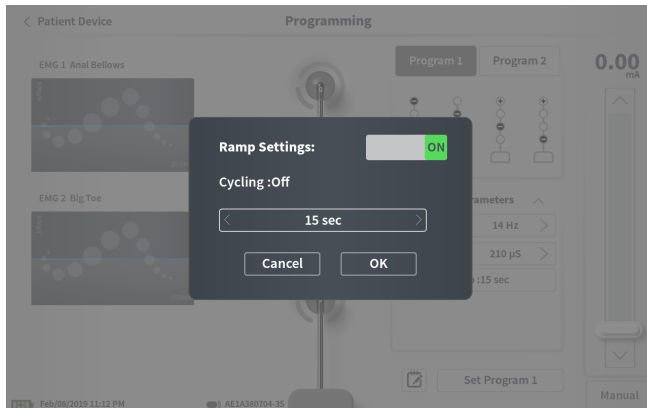 Patient Device
Programming
EMG 1 Anal Bellows
Program 1
Program 2
0.00
mA
Ramp Settings:
ON
Cycling :Off
15 sec
Cancel
OK
EMG 2 Big Toe
14 Hz
210 µS
:15 sec
Set Program 1
Manual
Feb/08/2019 11:12 PM
AE1A380704-35